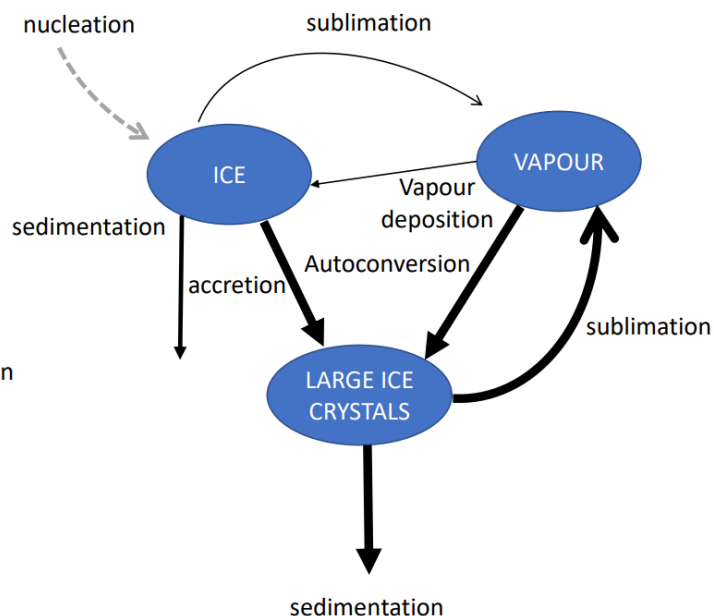 nucleation
sublimation
ICE
VAPOUR
Vapour
deposition
sedimentation
Autoconversion
accretion
sublimation
n
LARGE ICE
CRYSTALS
sedimentation